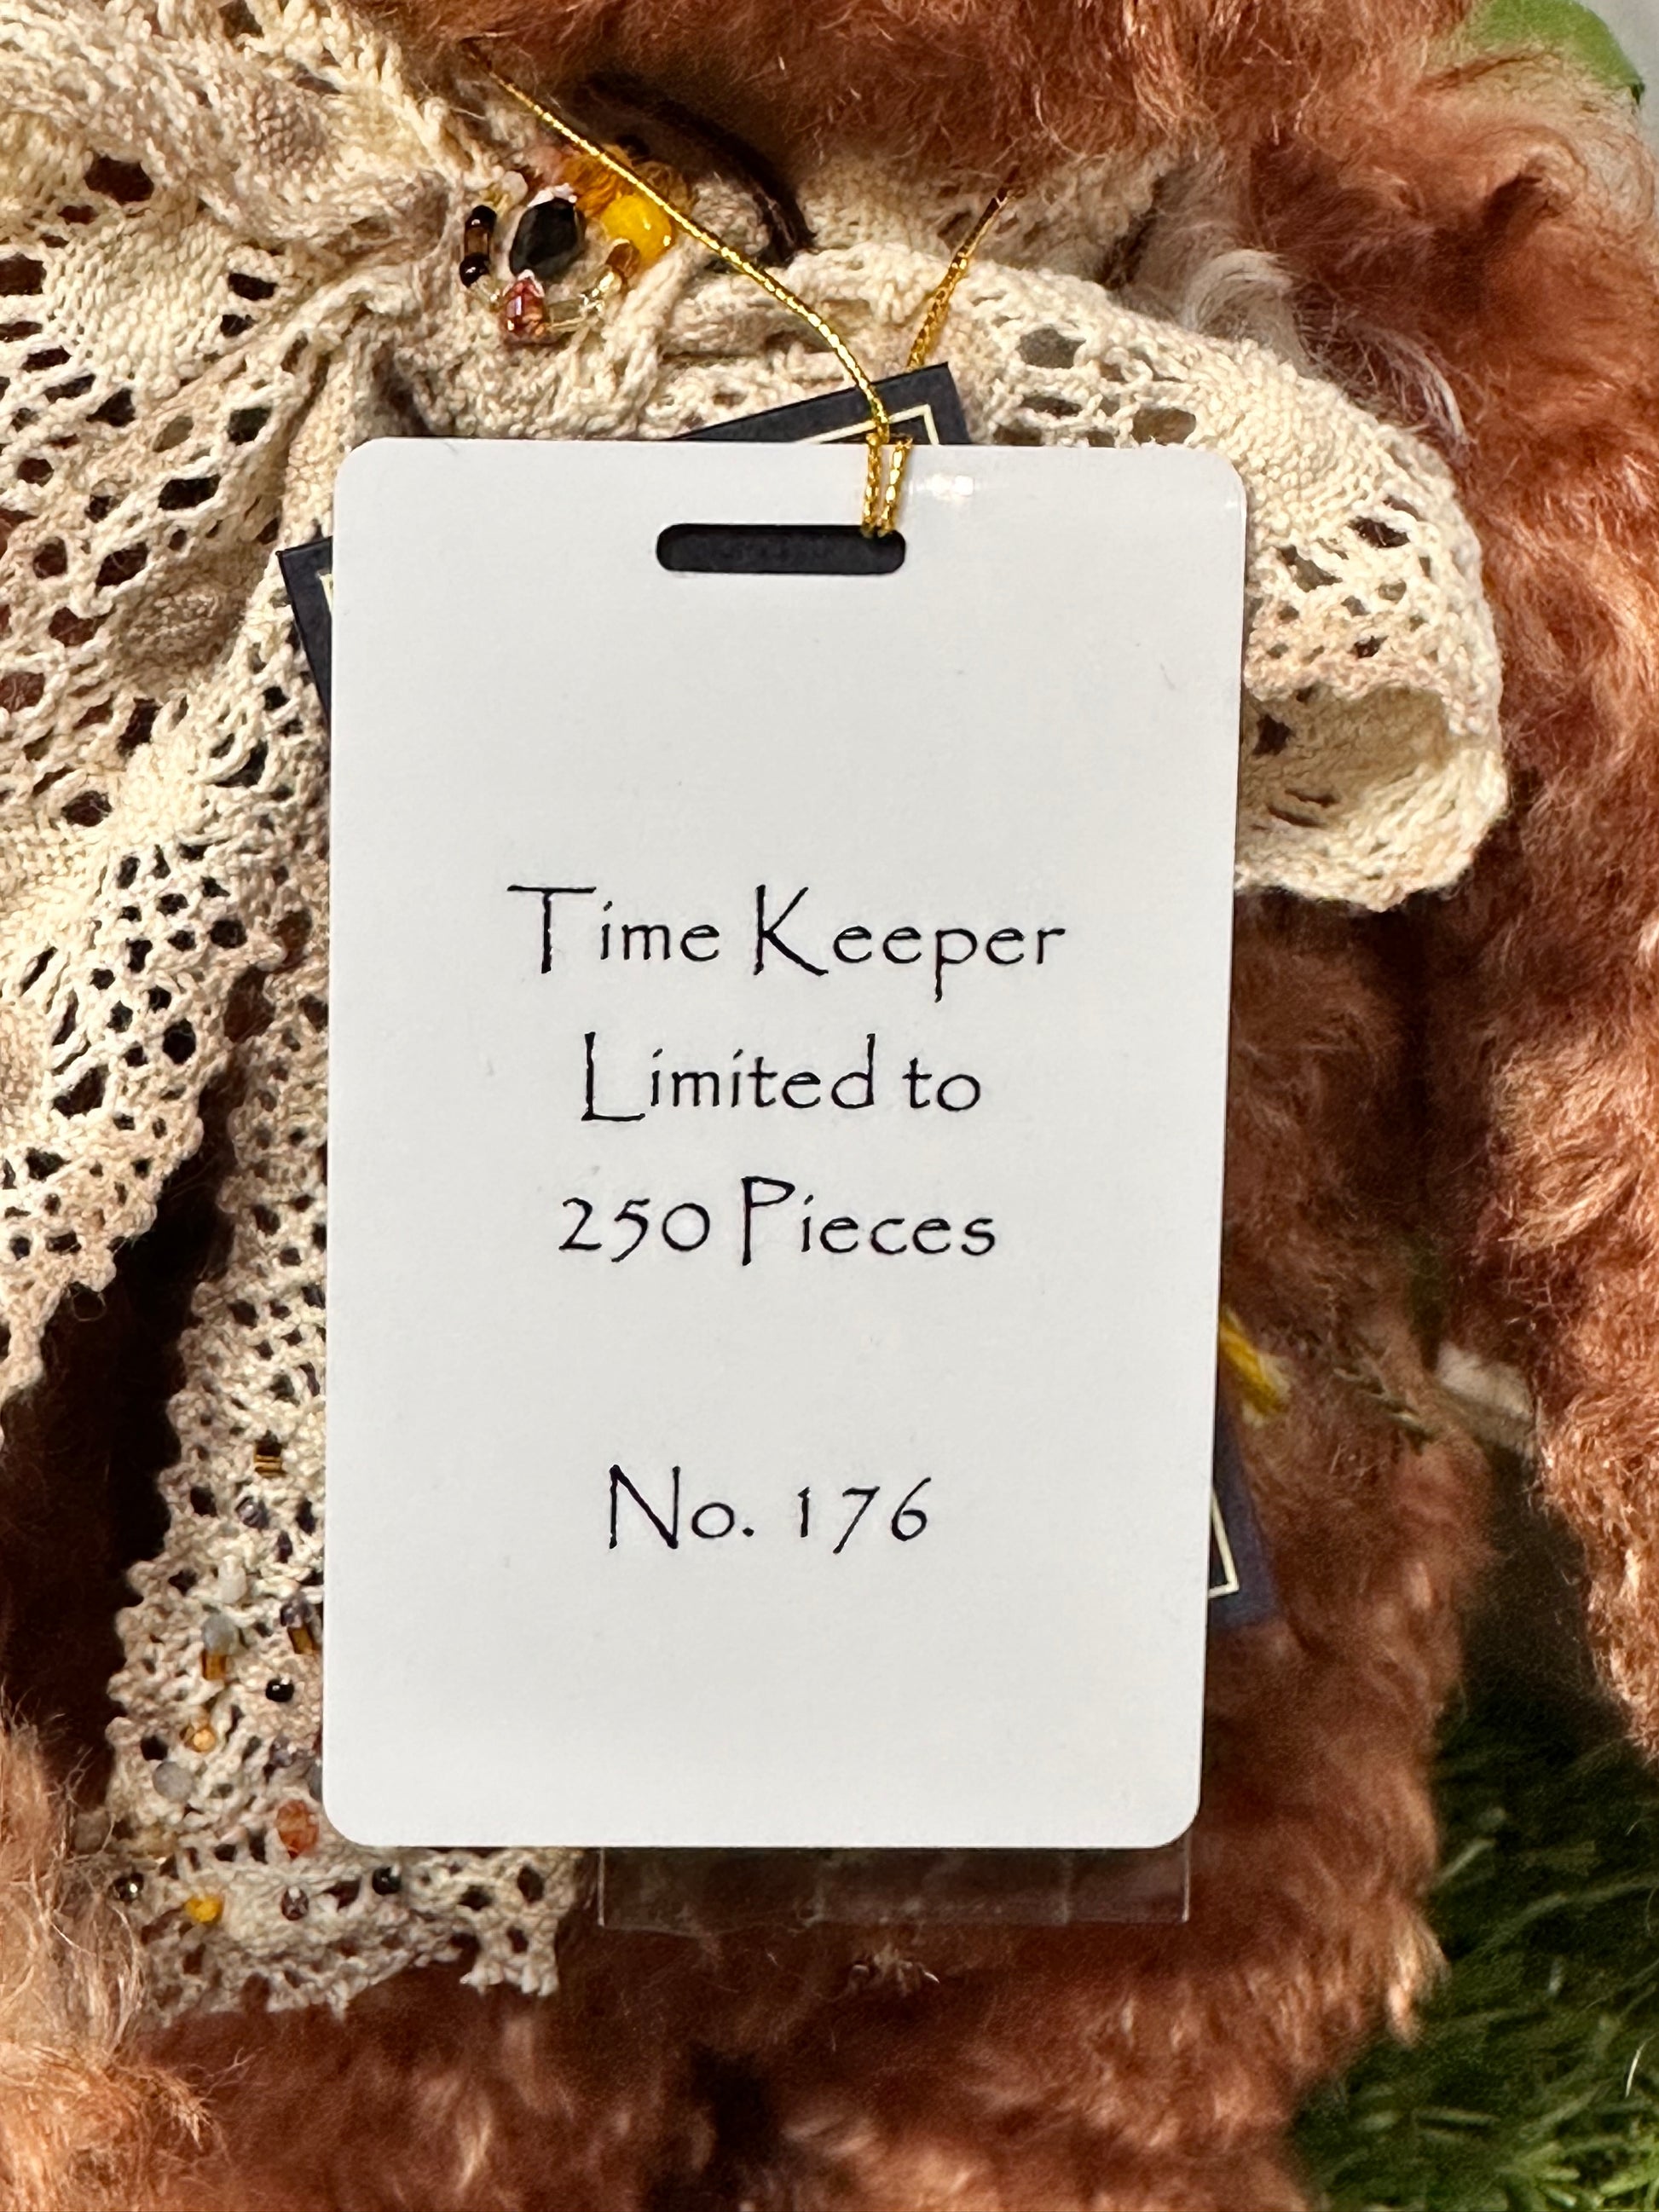 Time Keeper
Limited to
250 Pieces
No. 176